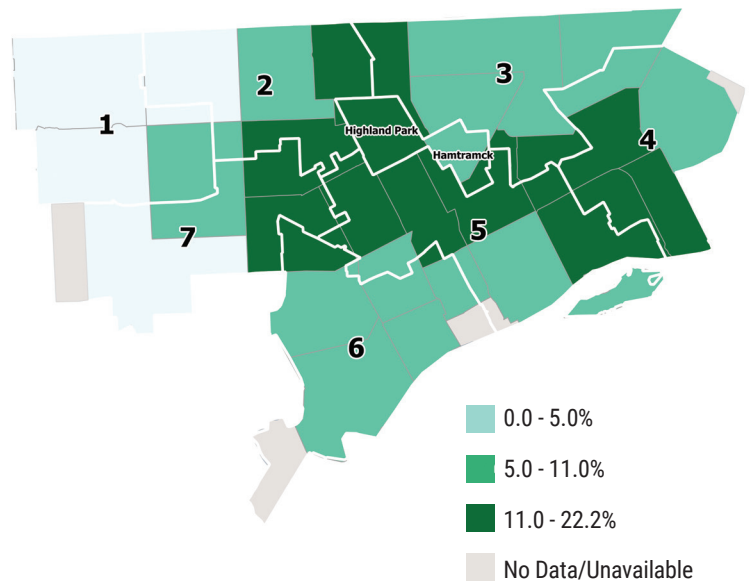 3
2
1
Highland Park
4
Hamtramck
7
5
6
0.0 - 5.0%
5.0 - 11.0%
11.0 - 22.2%
No Data/Unavailable